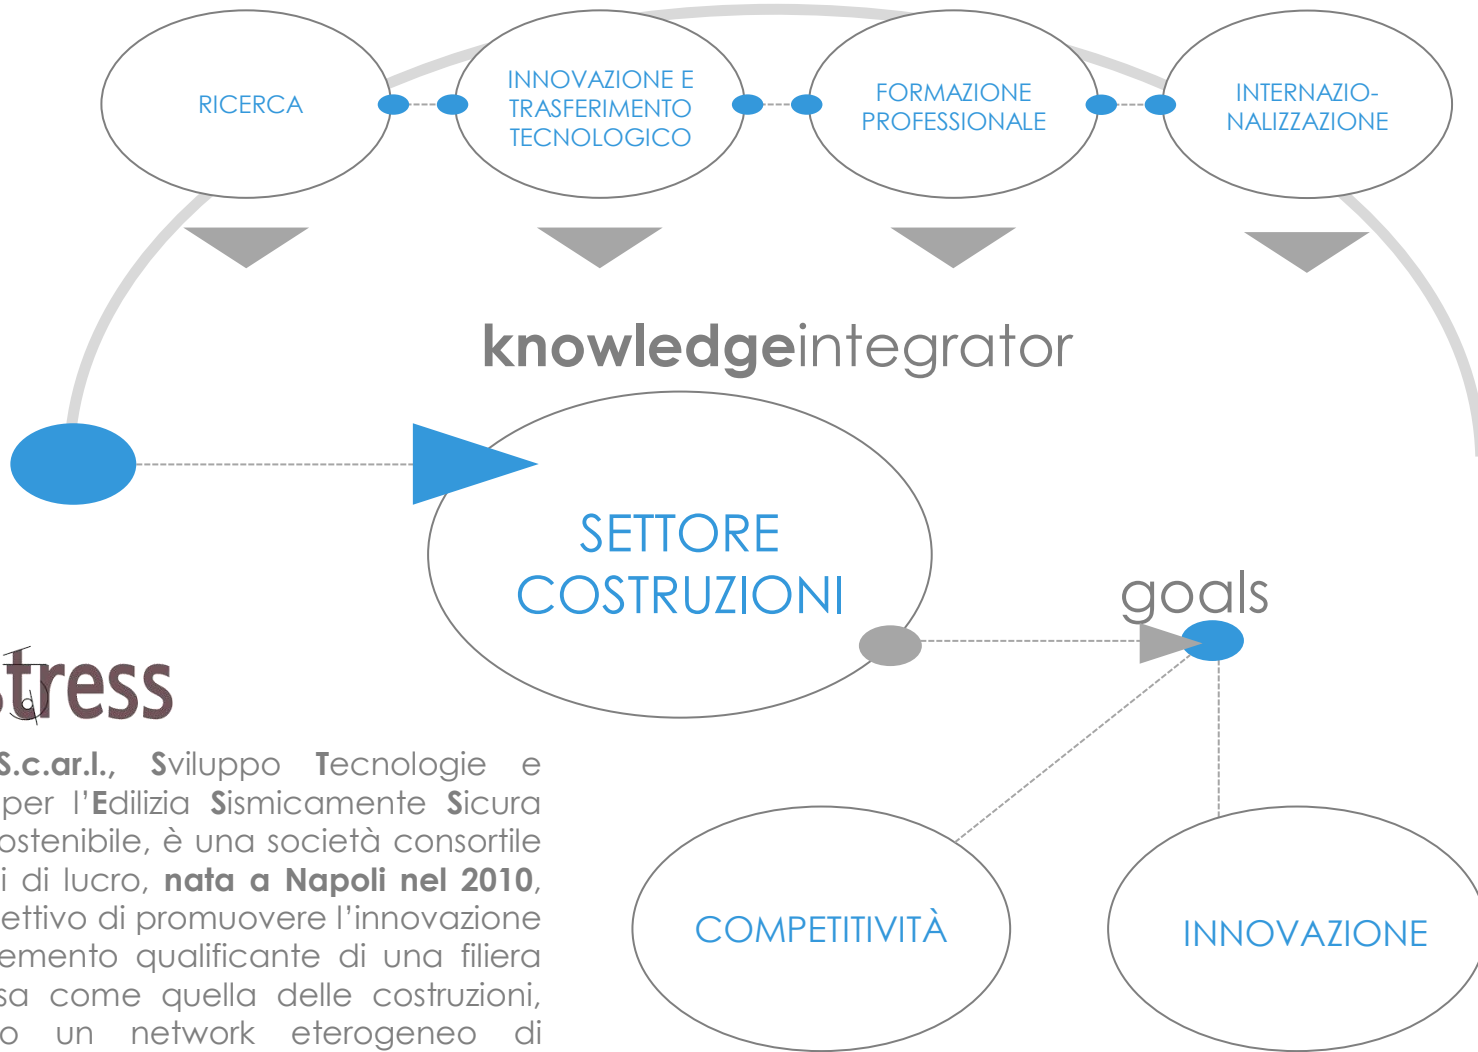 RICERCA
INNOVAZIONE E
TRASFERIMENTO
TECNOLOGICO
FORMAZIONE
PROFESSIONALE
INTERNAZIO-
NALIZZAZIONE
knowledgeintegrator
SETTORE
COSTRUZIONI
goals
stress
S.c.ar.l., Sviluppo Tecnologie e
per l’Edilizia Sismicamente Sicura
ostenibile, è una società consortile
i di lucro, nata a Napoli nel 2010,
ettivo di promuovere l’innovazione
emento qualificante di una filiera
sa come quella delle costruzioni,
o un network eterogeneo di
COMPETITIVITÀ
INNOVAZIONE